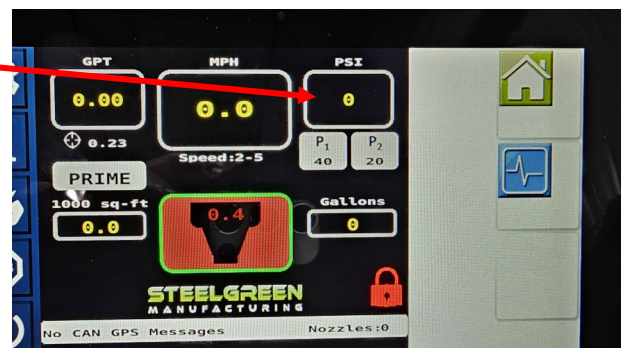 GPT MPH PSI
0.00 0.0 0
0.23 Speed:2-5 P1 40 P2 20
PRIME
1000 sq-ft 0.4 Gallons
0.0 0
STEELGREEN
MANUFACTURING
No CAN GPS Messages Nozzles:0